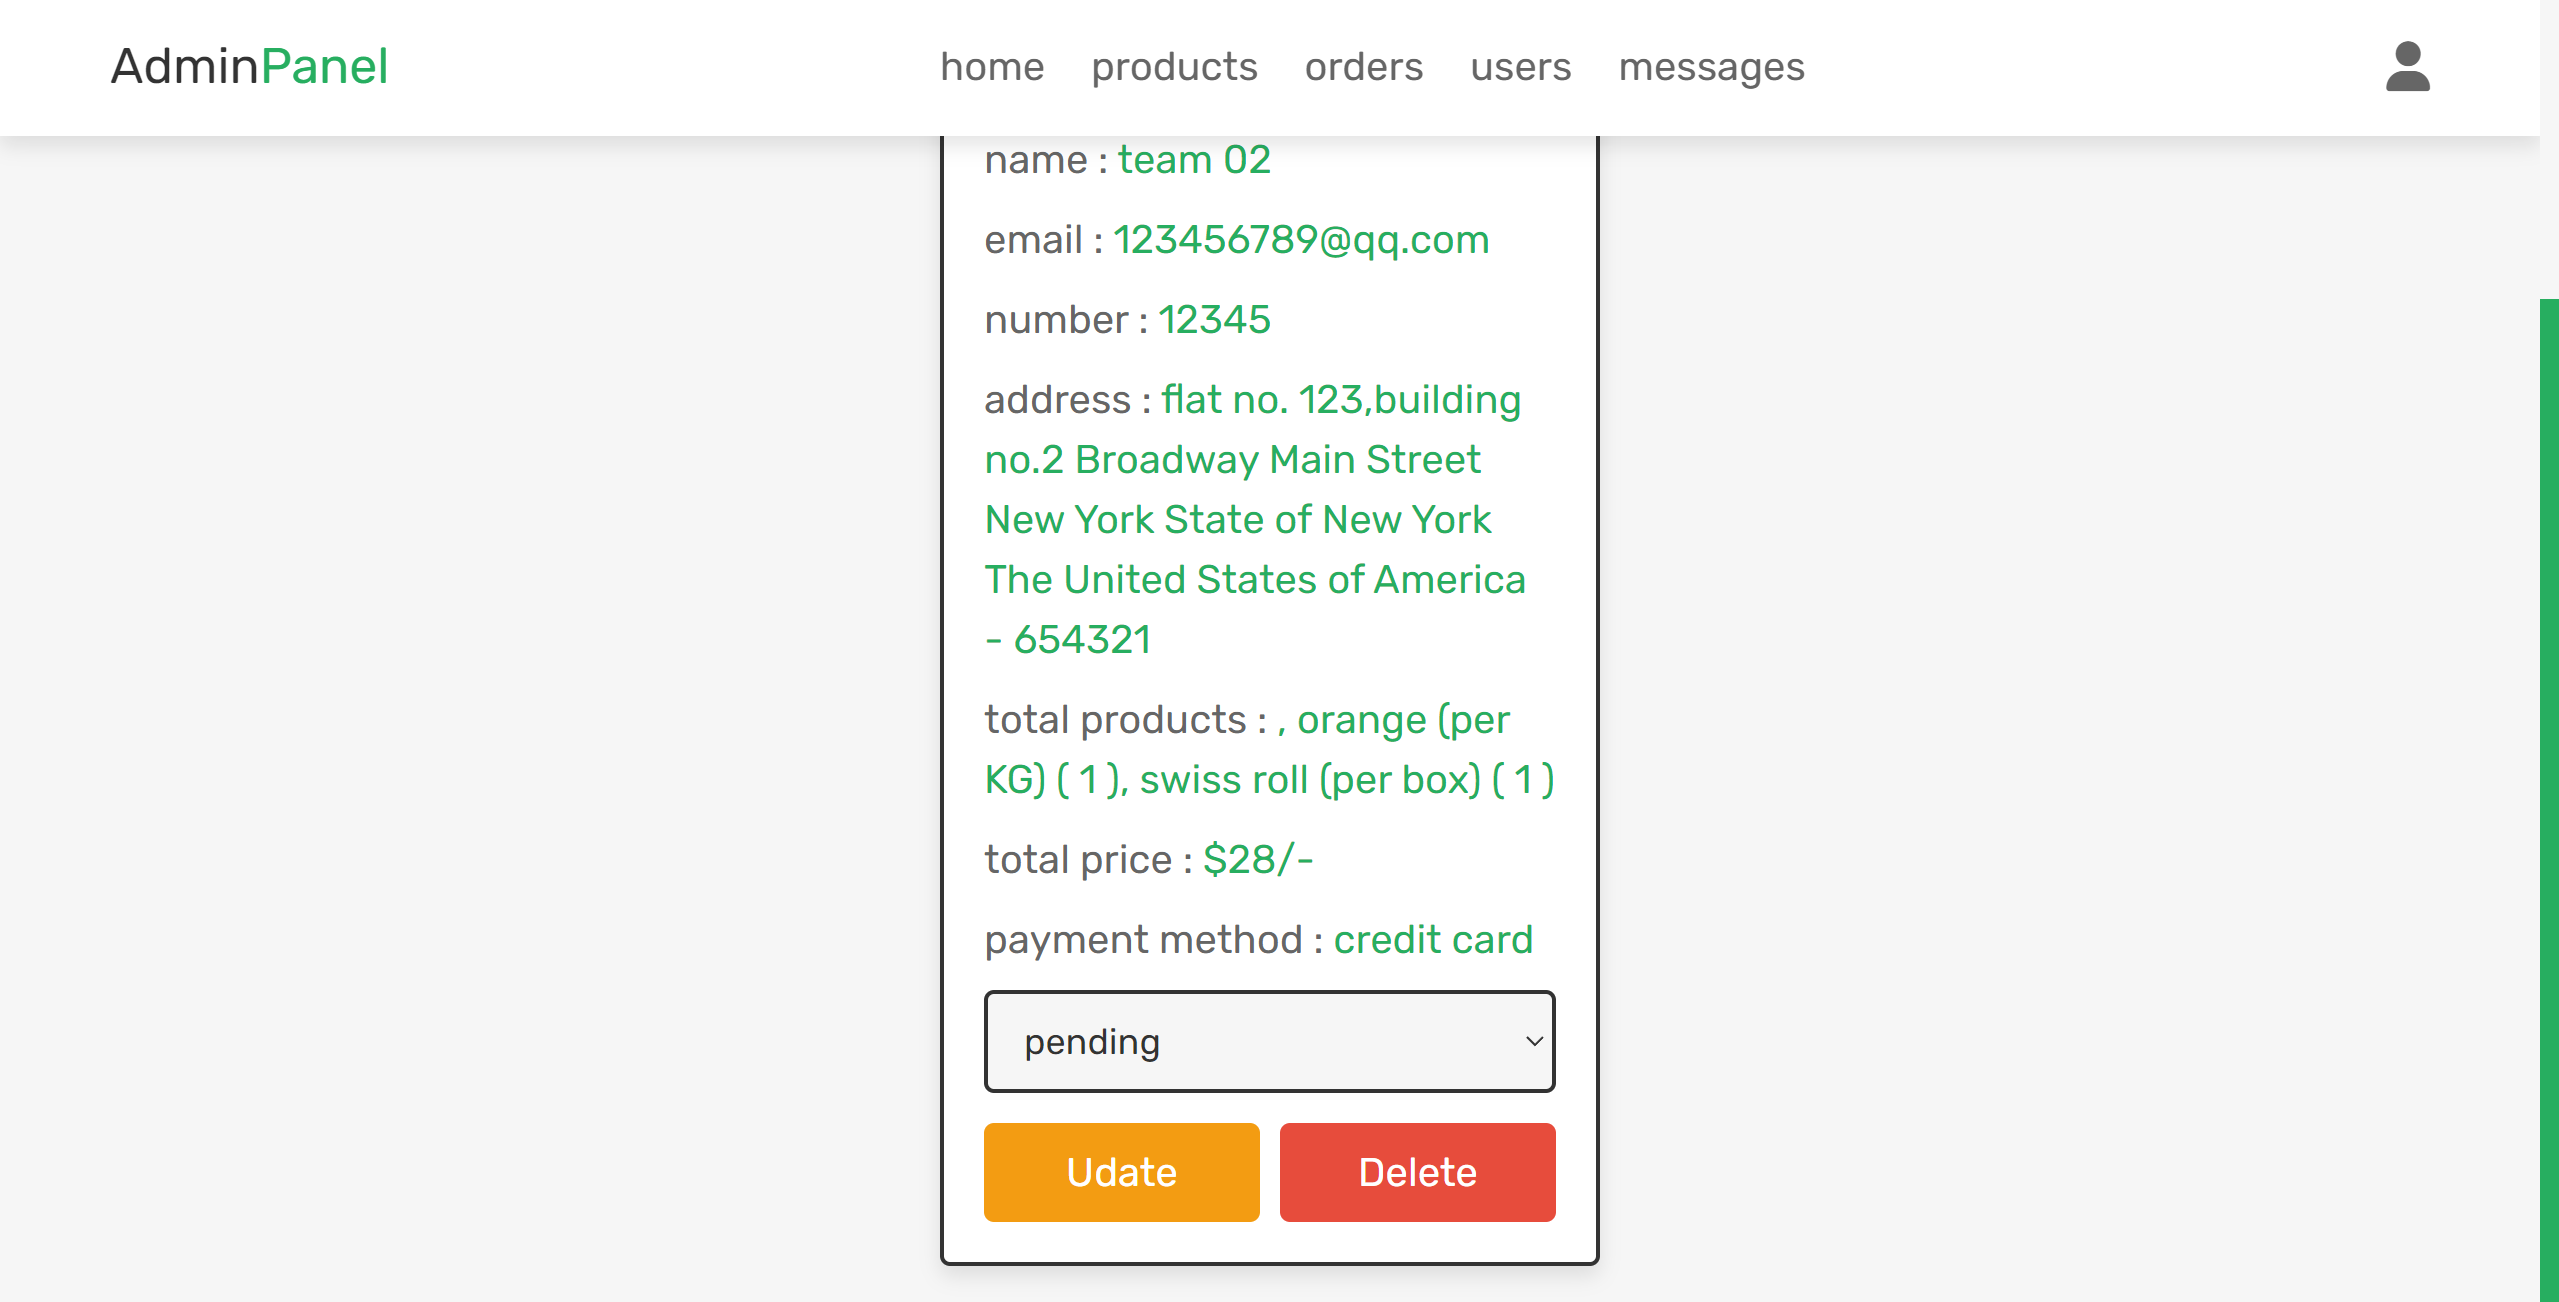 AdminPanel
home products orders users messages
name : team 02
email : 123456789@qq.com
number : 12345
address : flat no. 123,building
no.2 Broadway Main Street
New York State of New York
The United States of America
- 654321
total products : , orange (per
KG) ( 1 ), swiss roll (per box) ( 1 )
total price : $28/-
payment method : credit card
pending
Udate Delete